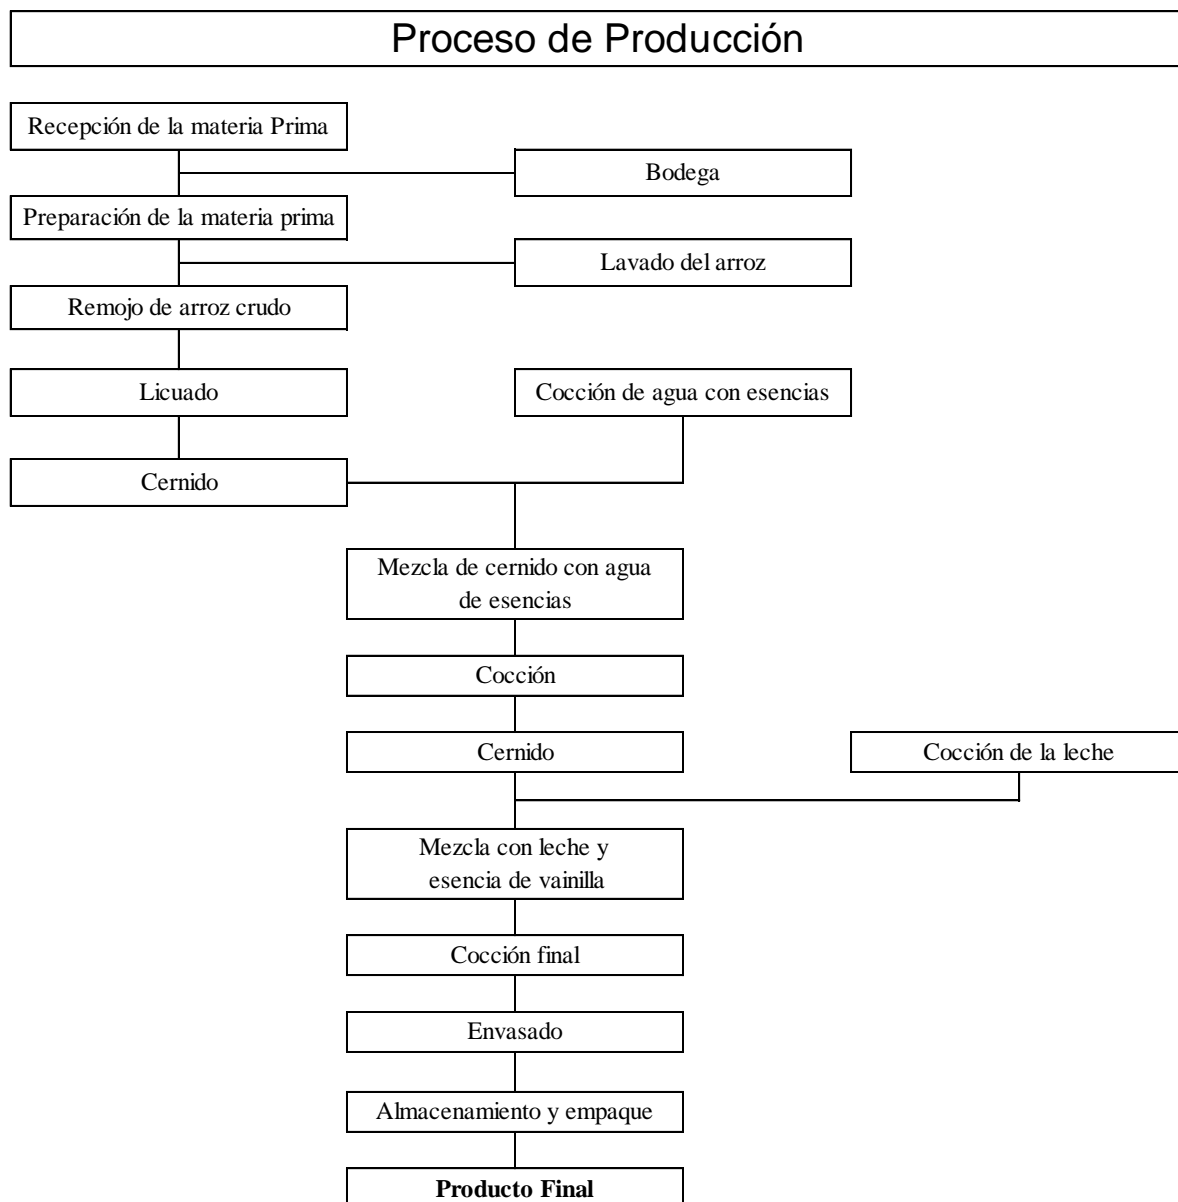 Proceso de Producción
Recepción de la materia Prima
Bodega
Preparación de la materia prima
Lavado del arroz
Remojo de arroz crudo
Licuado
Cocción de agua con esencias
Cernido
Mezcla de cernido con agua
de esencias
Cocción
Cernido
Cocción de la leche
Mezcla con leche y
esencia de vainilla
Cocción final
Envasado
Almacenamiento y empaque
Producto Final